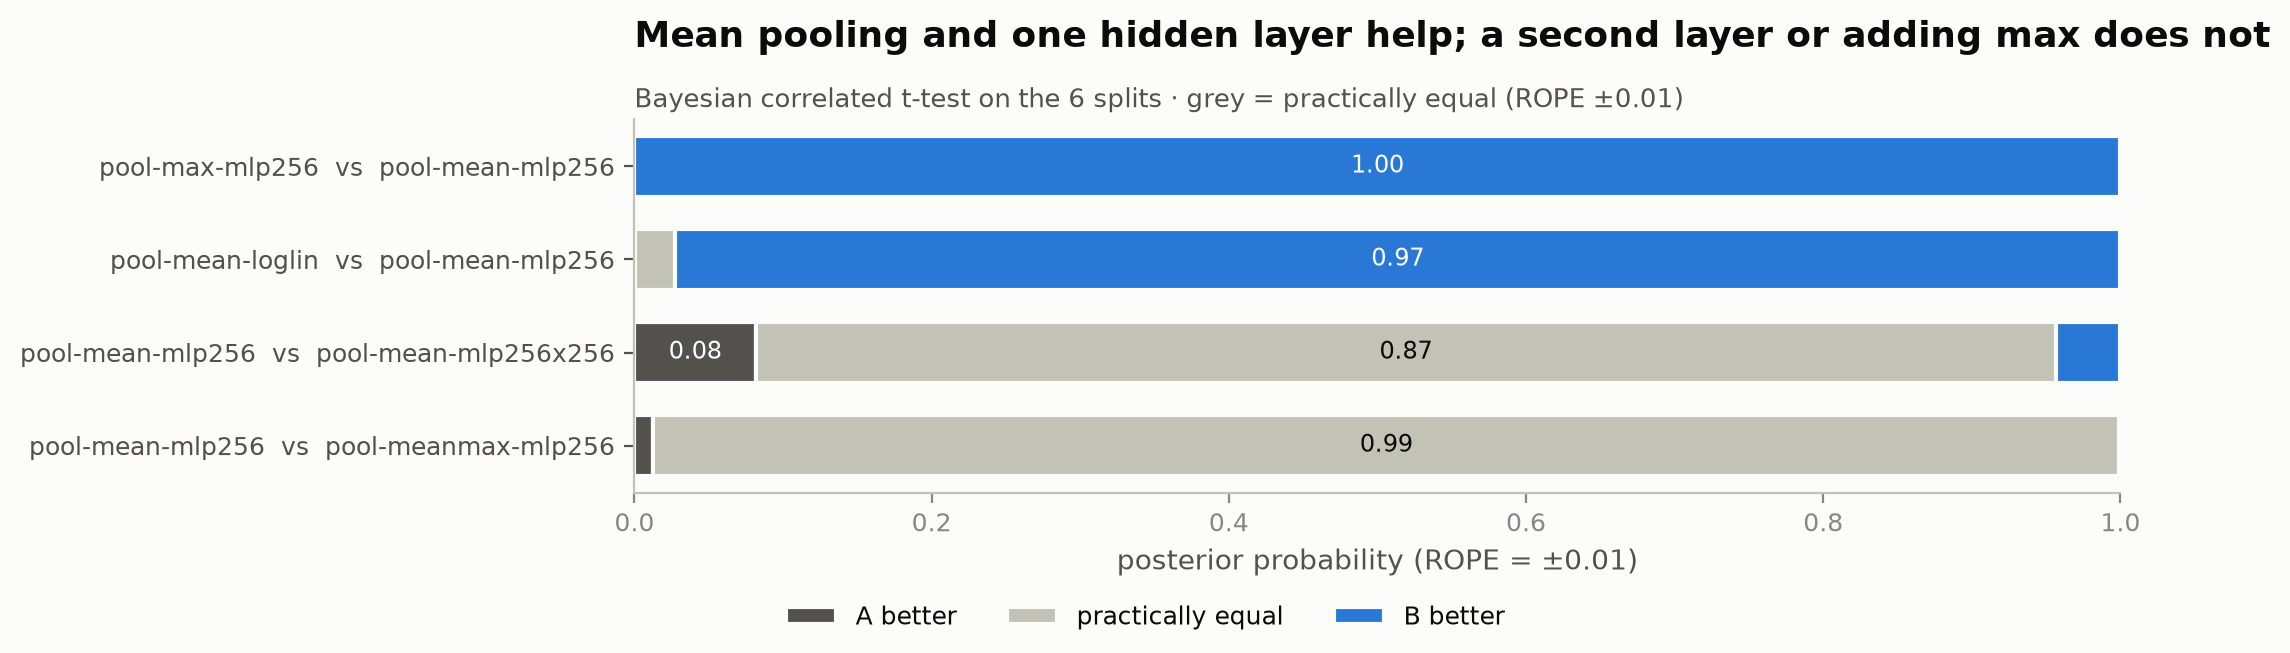 Mean pooling and one hidden layer help; a second layer or adding max does not
Bayesian correlated t-test on the 6 splits · grey = practically equal (ROPE ±0.01)
pool-max-mlp256 vs pool-mean-mlp256
1.00
pool-mean-loglin vs pool-mean-mlp256
0.97
pool-mean-mlp256 vs pool-mean-mlp256x256
0.08 0.87
pool-mean-mlp256 vs pool-meanmax-mlp256
0.99
0.0 0.2 0.4 0.6 0.8 1.0
posterior probability (ROPE = ±0.01)
A better practically equal B better